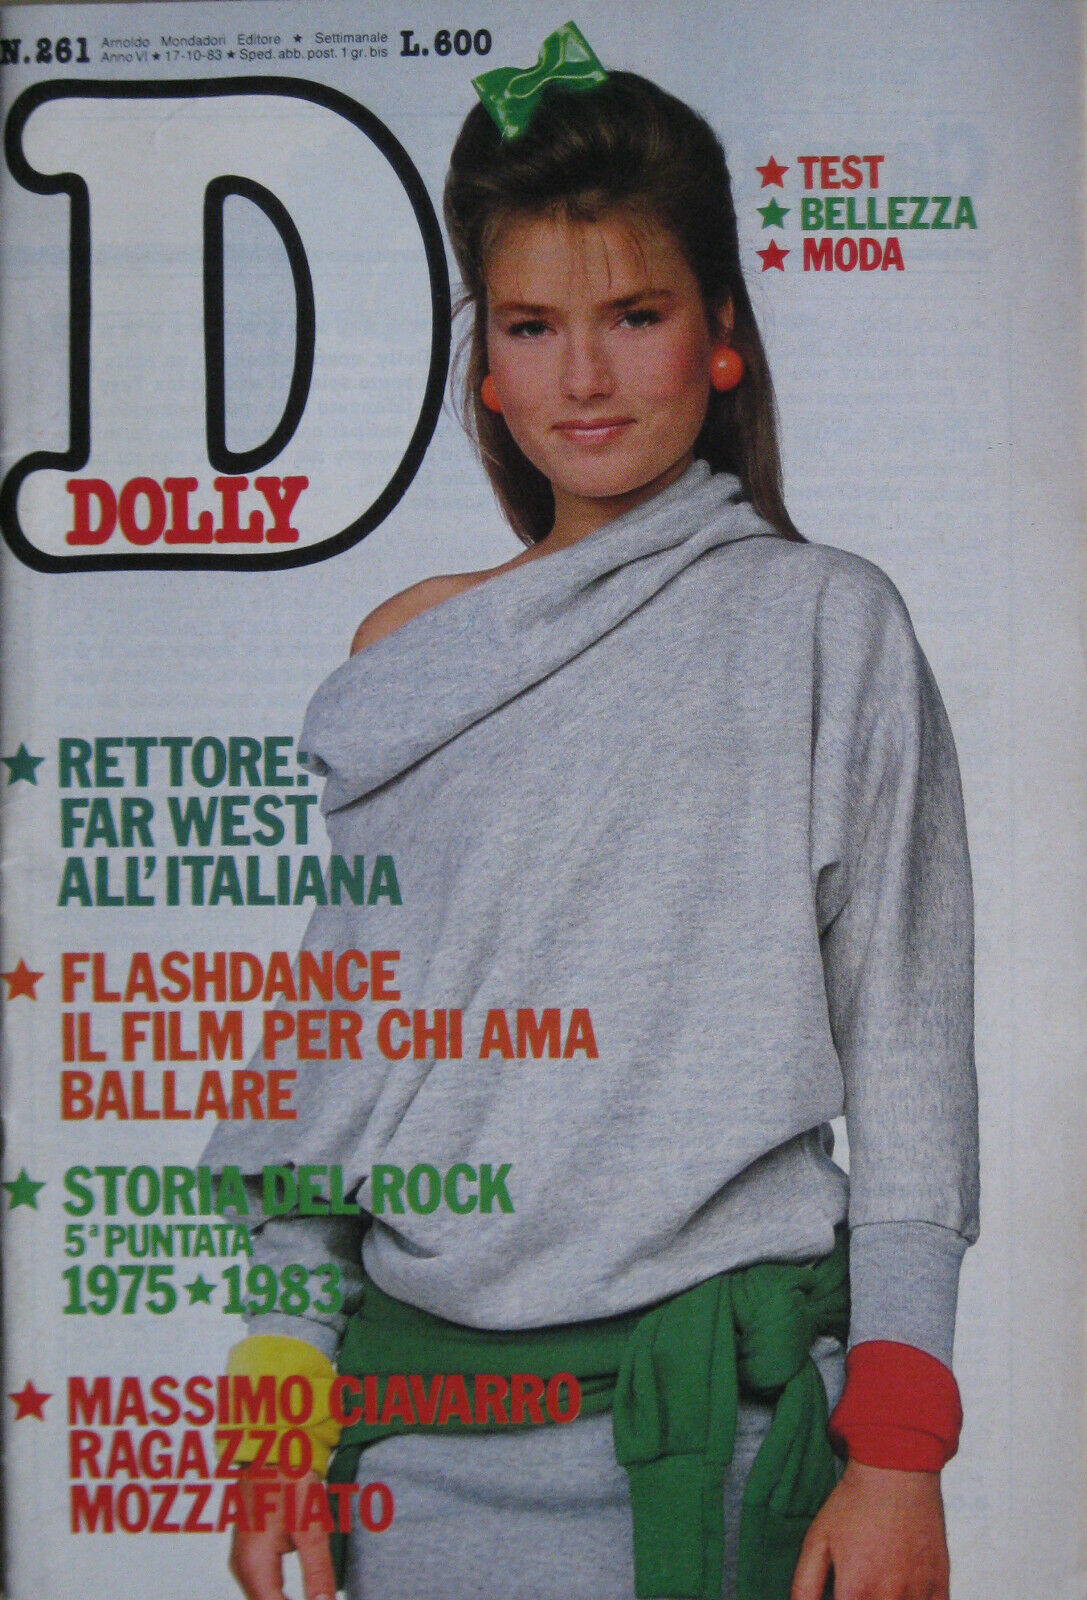 N. 261
Arnoldo Mondadori Editore ★ Settimanale
Anno VI ★ 17-10-83 ★ Sped. abb. post. 1 gr. bis
L. 600
D
DOLLY
★ TEST
★ BELLEZZA
★ MODA
★ RETTORE:
FAR WEST
ALL'ITALIANA
★ FLASHDANCE
IL FILM PER CHI AMA
BALLARE
★ STORIA DEL ROCK
5ª PUNTATA
1975 ★ 1983
★ MASSIMO CIAVARRO
RAGAZZO
MOZZAFIATO